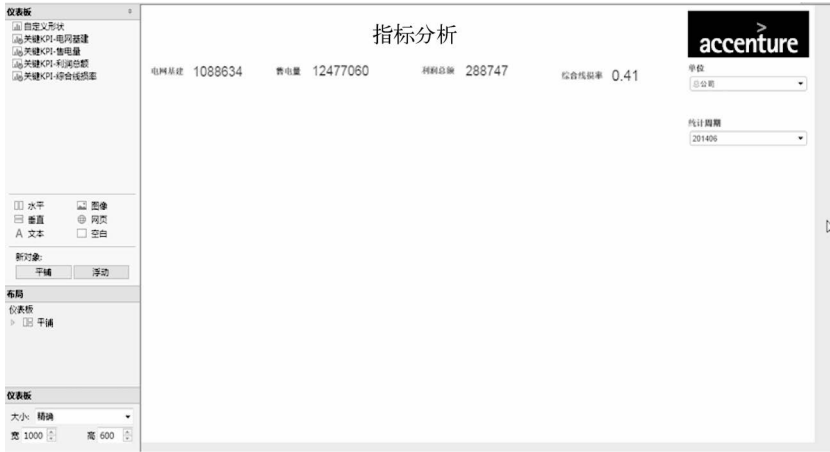 仪表板
自定义形状
关键KPI-电网基建
关键KPI-售电量
关键KPI-利润总额
关键KPI-综合线损率
指标分析
accenture
电网基建 1088634 售电量 12477060 利润总额 288747 综合线损率 0.41
单位
总公司
统计周期
201406
水平 图像
垂直 网页
A 文本 空白
新对象:
平铺 浮动
布局
仪表板
平铺
仪表板
大小: 精确
宽 1000 高 600